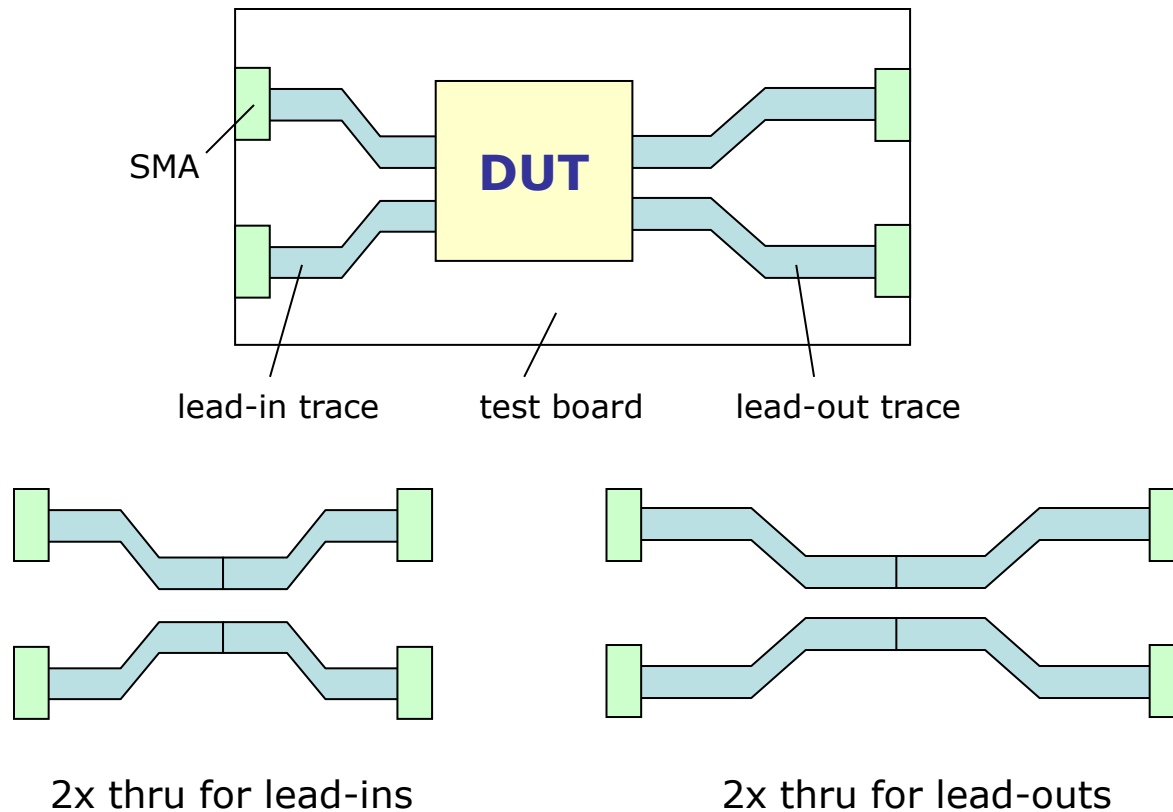 SMA
DUT
lead-in trace
test board
lead-out trace
2x thru for lead-ins
2x thru for lead-outs